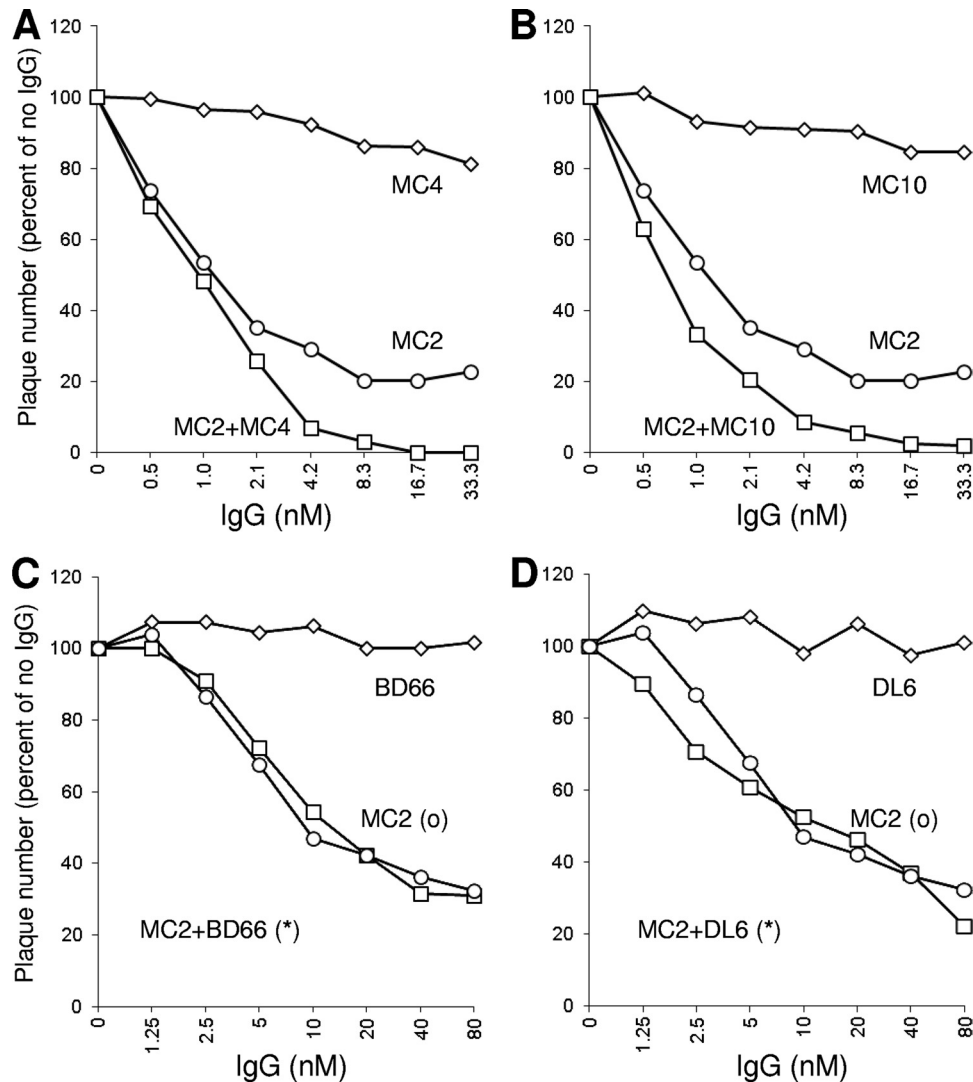 A
Plaque number (percent of no IgG)
120
100
80
60
40
20
0
MC4
MC2
MC2+MC4
0
0.5
1.0
2.1
4.2
8.3
16.7
33.3
IgG (nM)
B
120
100
80
60
40
20
0
MC10
MC2
MC2+MC10
0
0.5
1.0
2.1
4.2
8.3
16.7
33.3
IgG (nM)
C
Plaque number (percent of no IgG)
120
100
80
60
40
20
0
BD66
MC2 (o)
MC2+BD66 (*)
0
1.25
2.5
5
10
20
40
80
IgG (nM)
D
120
100
80
60
40
20
0
DL6
MC2 (o)
MC2+DL6 (*)
0
1.25
2.5
5
10
20
40
80
IgG (nM)